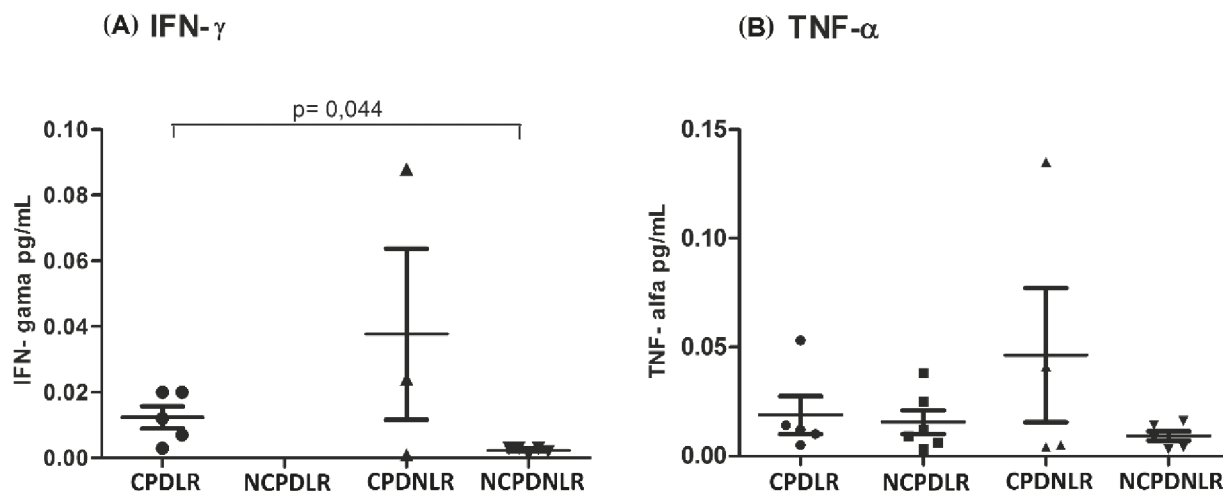 (A) IFN-γ
p= 0,044
IFN- gama pg/mL
0.10
0.08
0.06
0.04
0.02
0.00
CPDLR NCPDLR CPDNLR NCPDNLR
(B) TNF-α
TNF- alfa pg/mL
0.15
0.10
0.05
0.00
CPDLR NCPDLR CPDNLR NCPDNLR